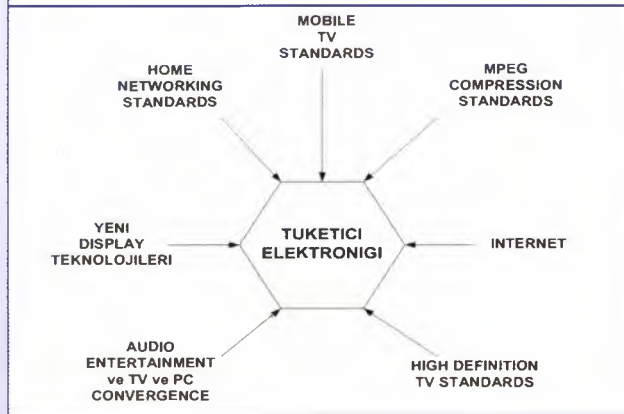 MOBILE
TV
STANDARDS
HOME
NETWORKING
STANDARDS
MPEG
COMPRESSION
STANDARDS
YENI
DISPLAY
TEKNOLOJILERI
TUKETICI
ELEKTRONIGI
INTERNET
AUDIO
ENTERTAINMENT
ve TV ve PC
CONVERGENCE
HIGH DEFINITION
TV STANDARDS